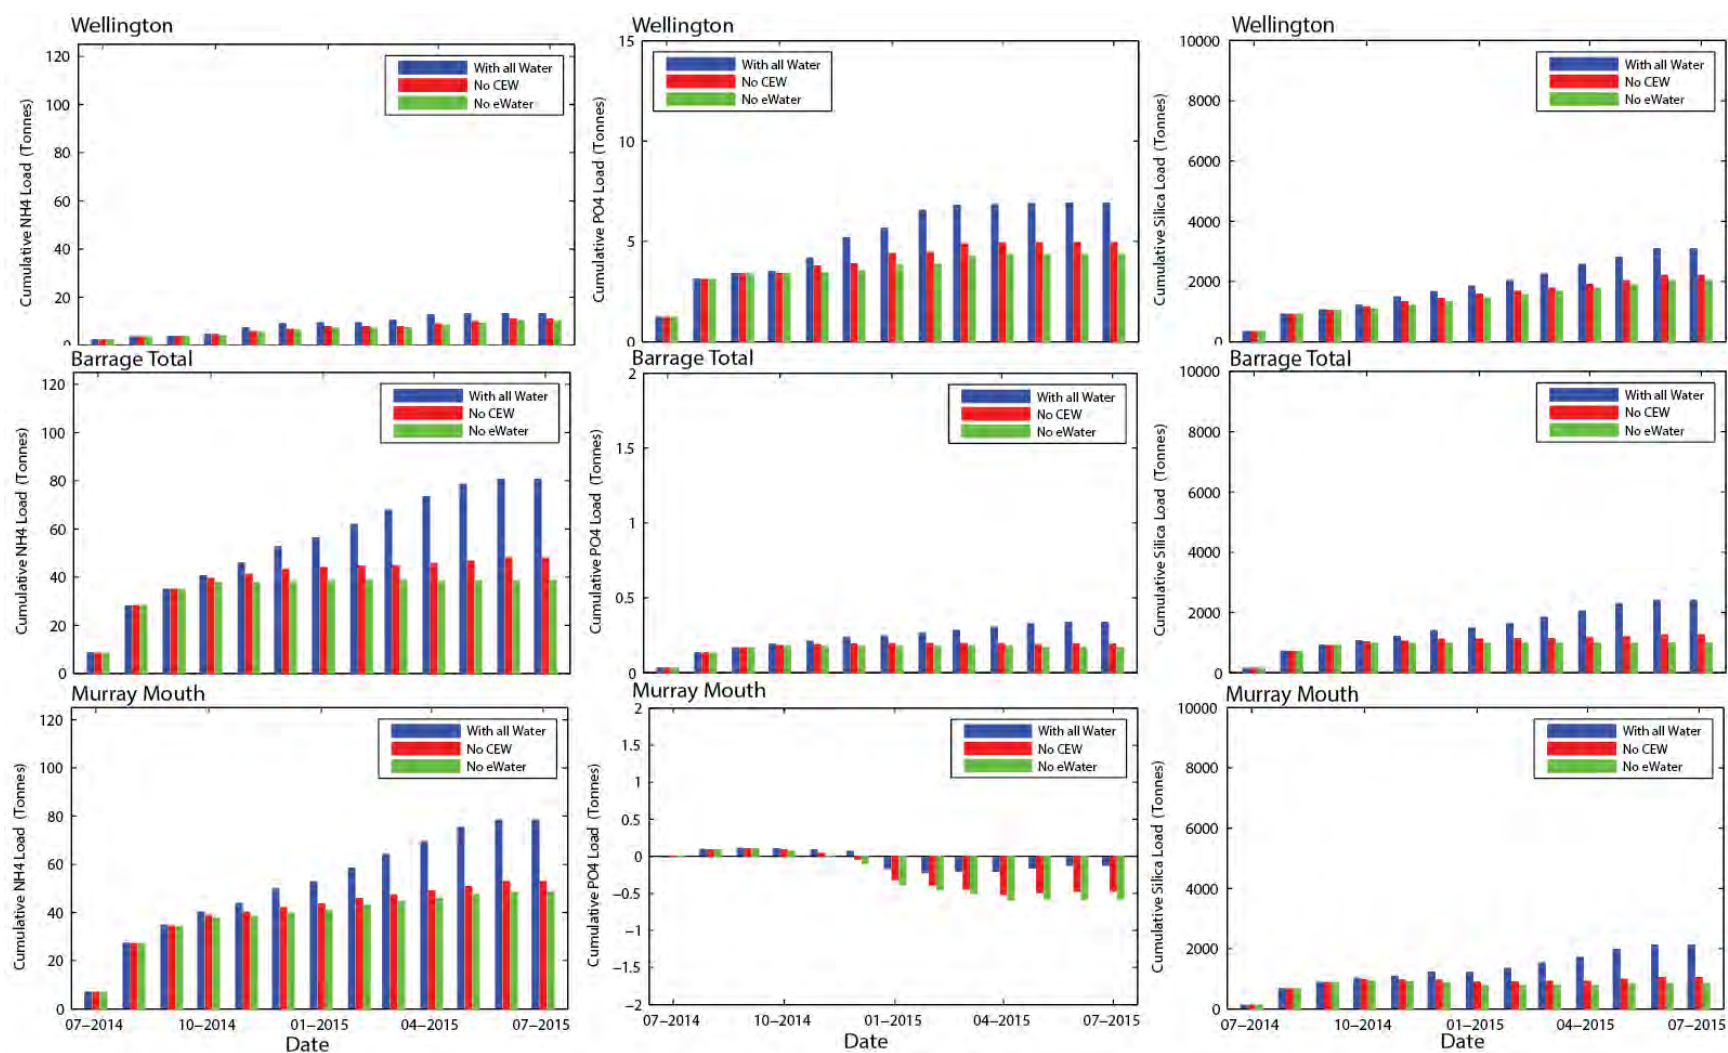 Wellington
120
100
80
60
40
20
0
Cumulative NH4 Load (Tonnes)
With all Water
No CEW
No eWater
Wellington
15
10
5
0
Cumulative PO4 Load (Tonnes)
With all Water
No CEW
No eWater
Wellington
10000
8000
6000
4000
2000
0
Cumulative Silica Load (Tonnes)
With all Water
No CEW
No eWater
Barrage Total
120
100
80
60
40
20
0
Cumulative NH4 Load (Tonnes)
With all Water
No CEW
No eWater
Barrage Total
2
1.5
1
0.5
0
Cumulative PO4 Load (Tonnes)
With all Water
No CEW
No eWater
Barrage Total
10000
8000
6000
4000
2000
0
Cumulative Silica Load (Tonnes)
With all Water
No CEW
No eWater
Murray Mouth
120
100
80
60
40
20
0
Cumulative NH4 Load (Tonnes)
With all Water
No CEW
No eWater
07–2014 10–2014 01–2015 04–2015 07–2015
Date
Murray Mouth
2
1.5
1
0.5
0
−0.5
−1
−1.5
−2
Cumulative PO4 Load (Tonnes)
With all Water
No CEW
No eWater
07–2014 10–2014 01–2015 04–2015 07–2015
Date
Murray Mouth
10000
8000
6000
4000
2000
0
Cumulative Silica Load (Tonnes)
With all Water
No CEW
No eWater
07–2014 10–2014 01–2015 04–2015 07–2015
Date